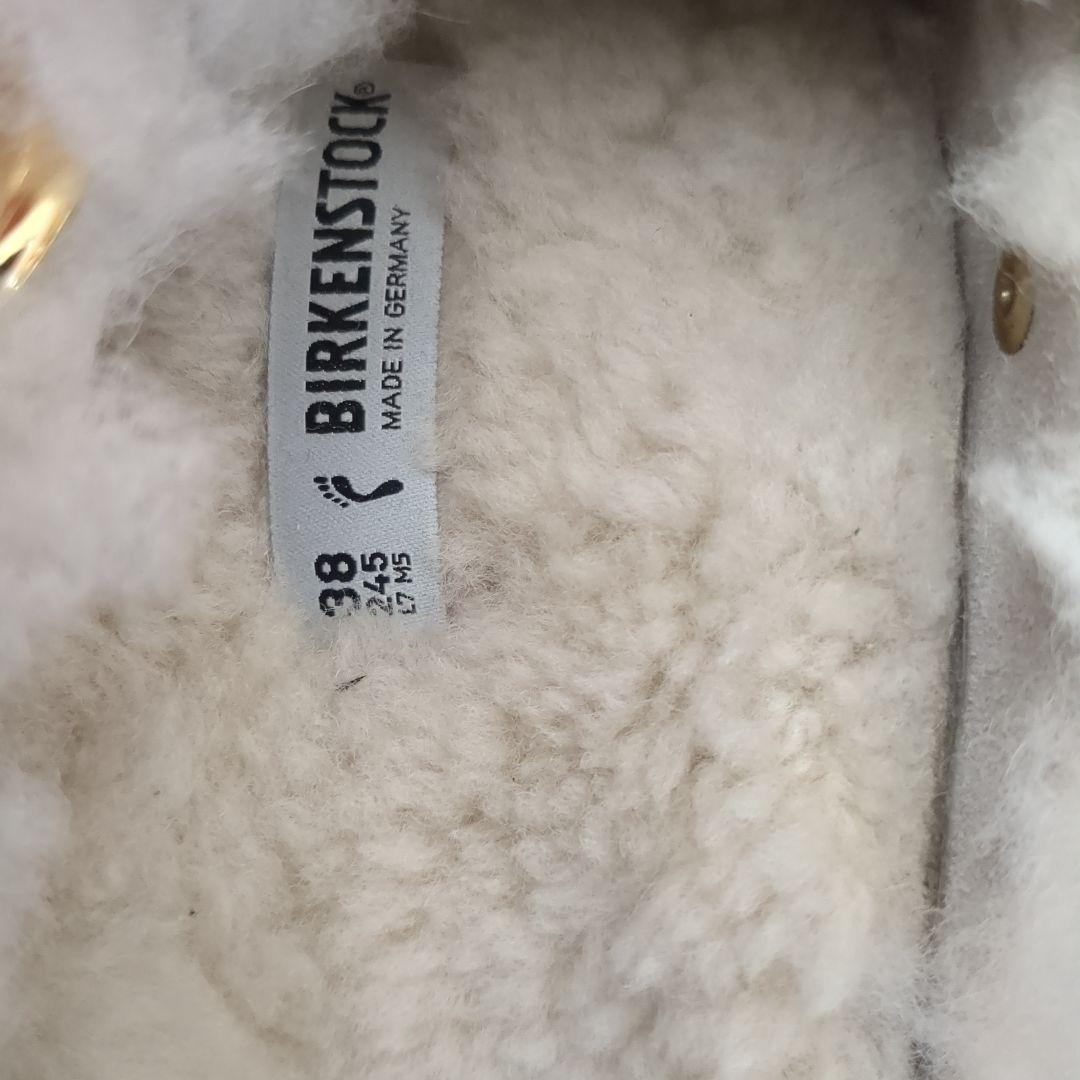 BIRKENSTOCK®
MADE IN GERMANY
38
245
L7 M5